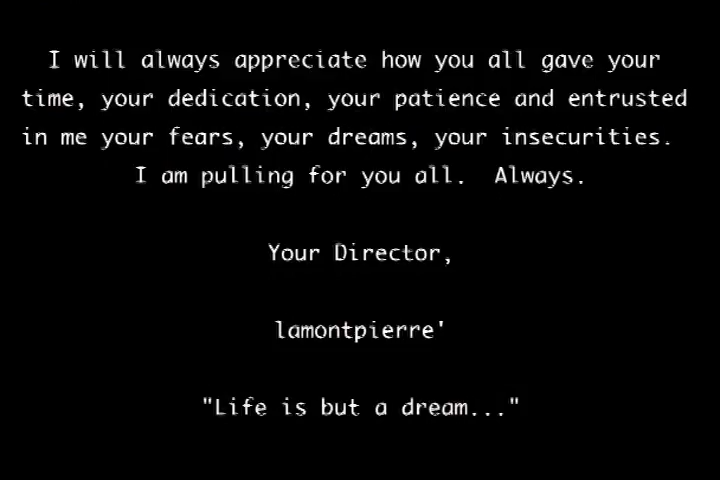 I will always appreciate how you all gave your
time, your dedication, your patience and entrusted
in me your fears, your dreams, your insecurities.
I am pulling for you all.  Always.
Your Director,
lamontpierre'
"Life is but a dream..."